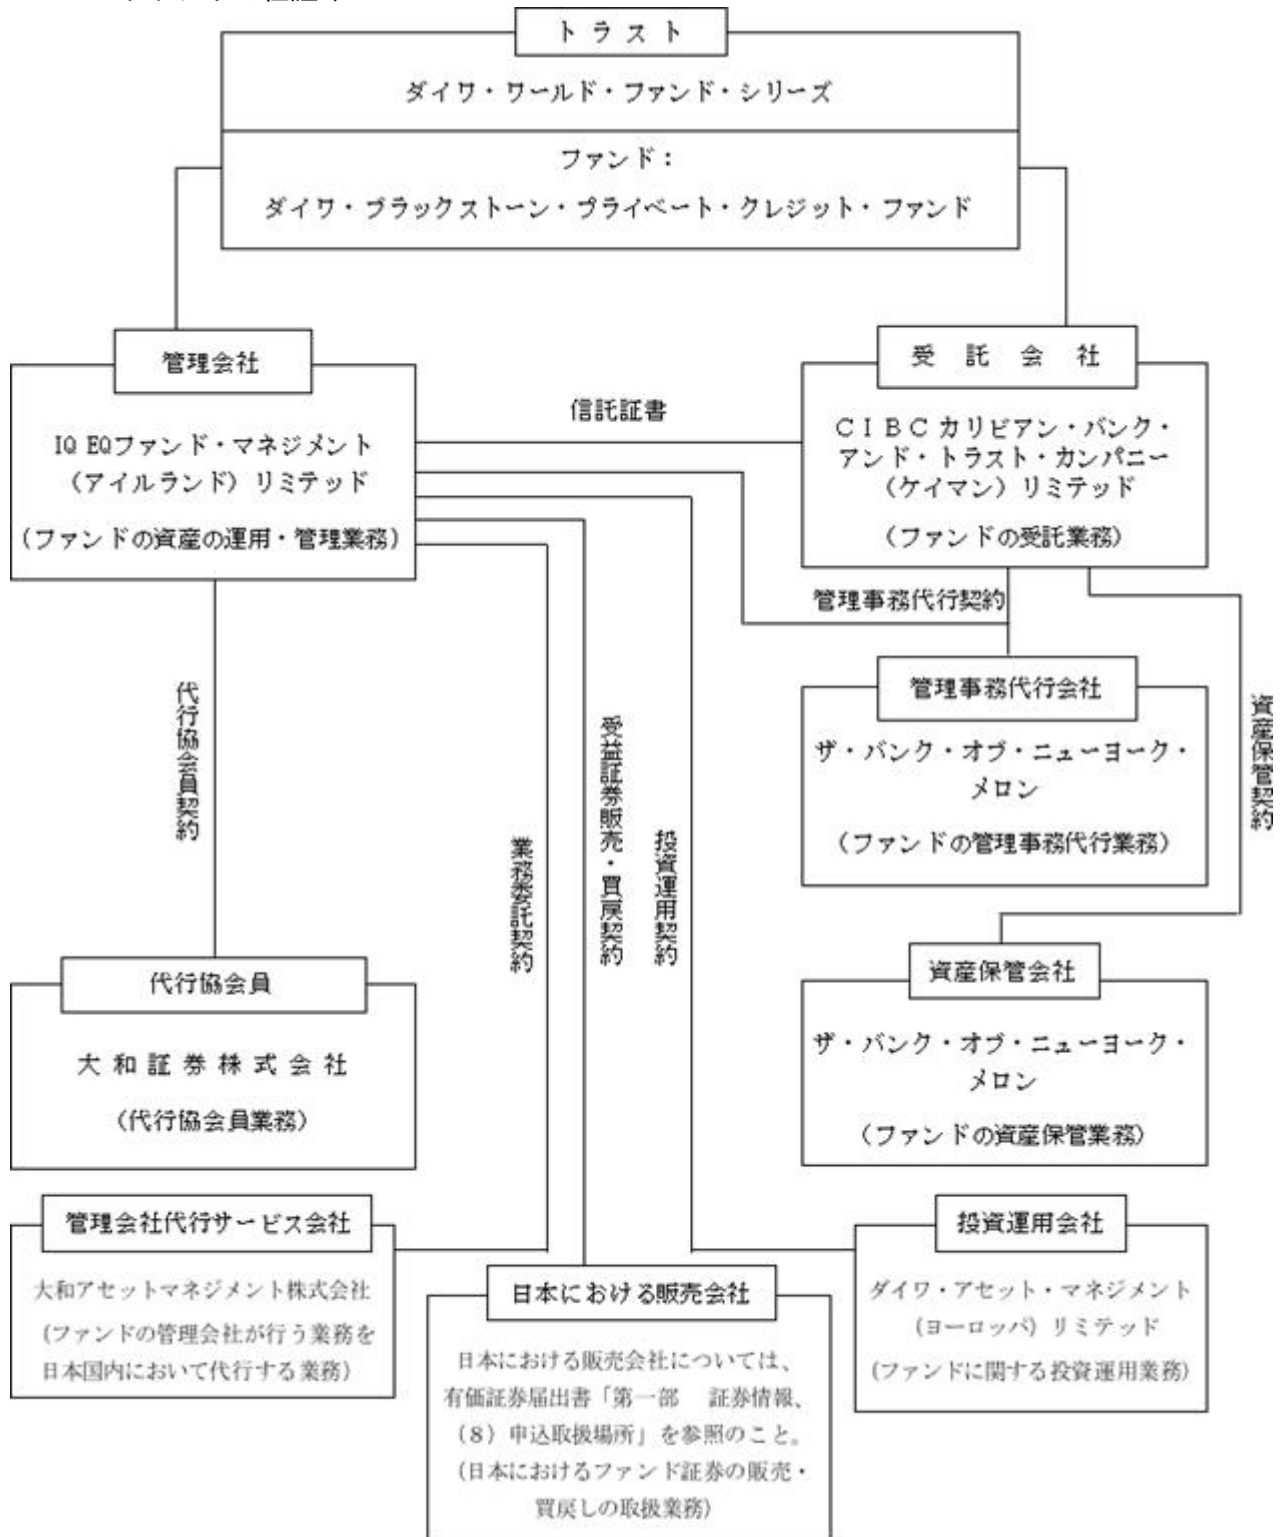 トラスト
ダイワ・ワールド・ファンド・シリーズ
ファンド：
ダイワ・ブラックストーン・プライベート・クレジット・ファンド
管理会社
IQ EQファンド・マネジメント
（アイルランド）リミテッド
（ファンドの資産の運用・管理業務）
信託証書
受託会社
ＣＩＢＣカリビアン・バンク・
アンド・トラスト・カンパニー
（ケイマン）リミテッド
（ファンドの受託業務）
管理事務代行契約
管理事務代行会社
ザ・バンク・オブ・ニューヨーク・
メロン
（ファンドの管理事務代行業務）
資産保管契約
代行協会員契約
業務委託契約
受益証券販売・買戻契約
投資運用契約
代行協会員
大和証券株式会社
（代行協会員業務）
資産保管会社
ザ・バンク・オブ・ニューヨーク・
メロン
（ファンドの資産保管業務）
管理会社代行サービス会社
大和アセットマネジメント株式会社
（ファンドの管理会社が行う業務を
日本国内において代行する業務）
日本における販売会社
日本における販売会社については、
有価証券届出書「第一部　証券情報、
（８）申込取扱場所」を参照のこと。
（日本におけるファンド証券の販売・
買戻しの取扱業務）
投資運用会社
ダイワ・アセット・マネジメント
（ヨーロッパ）リミテッド
（ファンドに関する投資運用業務）